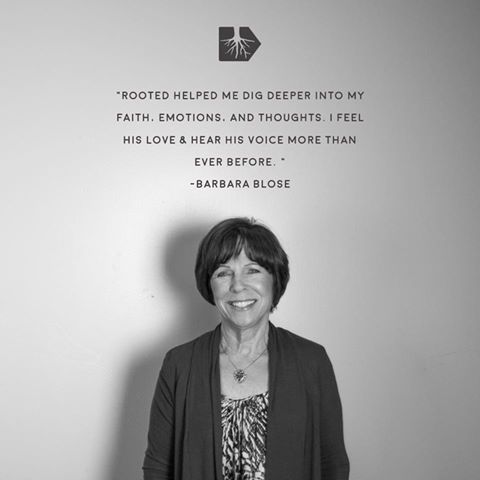 "ROOTED HELPED ME DIG DEEPER INTO MY
FAITH, EMOTIONS, AND THOUGHTS. I FEEL
HIS LOVE & HEAR HIS VOICE MORE THAN
EVER BEFORE. "
-BARBARA BLOSE